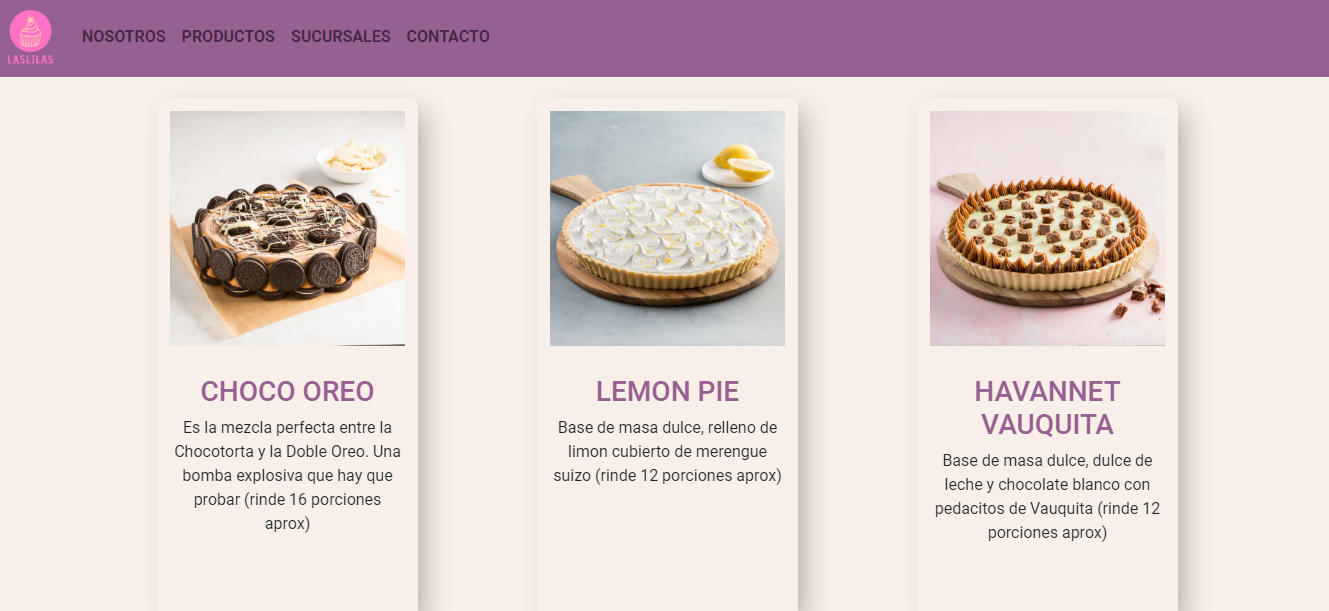 LASLILAS
NOSOTROS PRODUCTOS SUCURSALES CONTACTO
CHOCO OREO
Es la mezcla perfecta entre la
Chocotorta y la Doble Oreo. Una
bomba explosiva que hay que
probar (rinde 16 porciones
aprox)
LEMON PIE
Base de masa dulce, relleno de
limon cubierto de merengue
suizo (rinde 12 porciones aprox)
HAVANNET
VAUQUITA
Base de masa dulce, dulce de
leche y chocolate blanco con
pedacitos de Vauquita (rinde 12
porciones aprox)